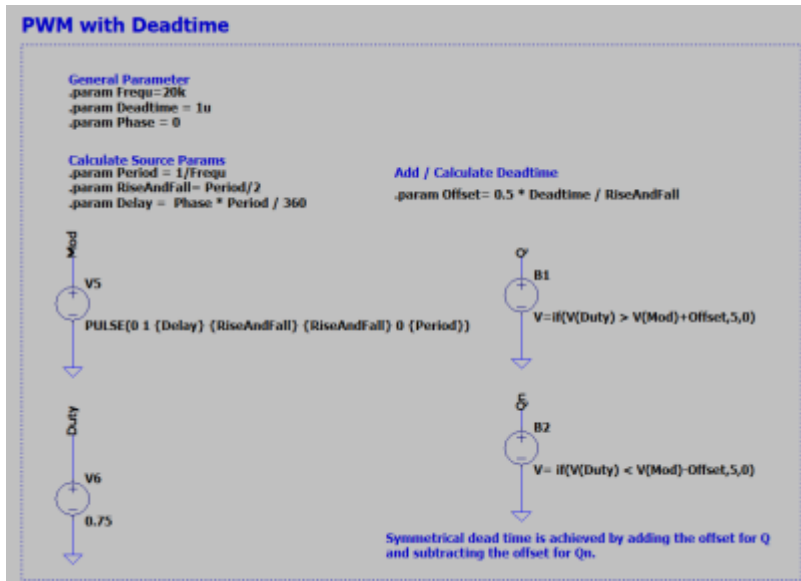 PWM with Deadtime
General Parameter
.param Frequ=20k
.param Deadtime = 1u
.param Phase = 0
Calculate Source Params
.param Period = 1/Frequ
.param RiseAndFall= Period/2
.param Delay = Phase * Period / 360
Add / Calculate Deadtime
.param Offset= 0.5 * Deadtime / RiseAndFall
Mod
V5
PULSE(0 1 {Delay} {RiseAndFall} {RiseAndFall} 0 {Period})
B1
V=if(V(Duty) > V(Mod)+Offset,5,0)
Duty
V6
0.75
B2
V= if(V(Duty) < V(Mod)-Offset,5,0)
Symmetrical dead time is achieved by adding the offset for Q
and subtracting the offset for Qn.